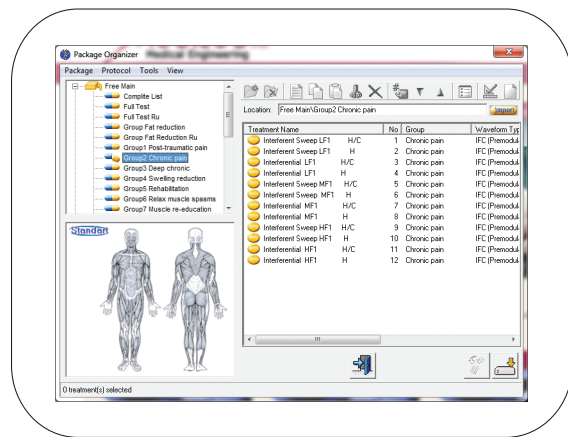 Package Organizer
Medical Engineering
Package Protocol Tools View
Free Main
Complite List
Full Test
Full Test Ru
Group Fat reduction
Group Fat Reduction Ru
Group1 Post-traumatic pain
Group2 Chronic pain
Group3 Deep chronic
Group4 Swelling reduction
Group5 Rehabilitation
Group6 Relax muscle spasma
Group7 Muscle re-education
Standart
Location: Free Main\Group2 Chronic pain
Import
Treatment Name No Group Waveform Typ
Interferent Sweep LF1 H/C 1 Chronic pain IFC (Premodul
Interferent Sweep LF1 H 2 Chronic pain IFC (Premodul
Interferential LF1 H/C 3 Chronic pain IFC (Premodul
Interferential LF1 H 4 Chronic pain IFC (Premodul
Interferent Sweep MF1 H/C 5 Chronic pain IFC (Premodul
Interferent Sweep MF1 H 6 Chronic pain IFC (Premodul
Interferential MF1 H/C 7 Chronic pain IFC (Premodul
Interferential MF1 H 8 Chronic pain IFC (Premodul
Interferent Sweep HF1 H/C 9 Chronic pain IFC (Premodul
Interferent Sweep HF1 H 10 Chronic pain IFC (Premodul
Interferential HF1 H/C 11 Chronic pain IFC (Premodul
Interferential HF1 H 12 Chronic pain IFC (Premodul
0 treatment(s) selected